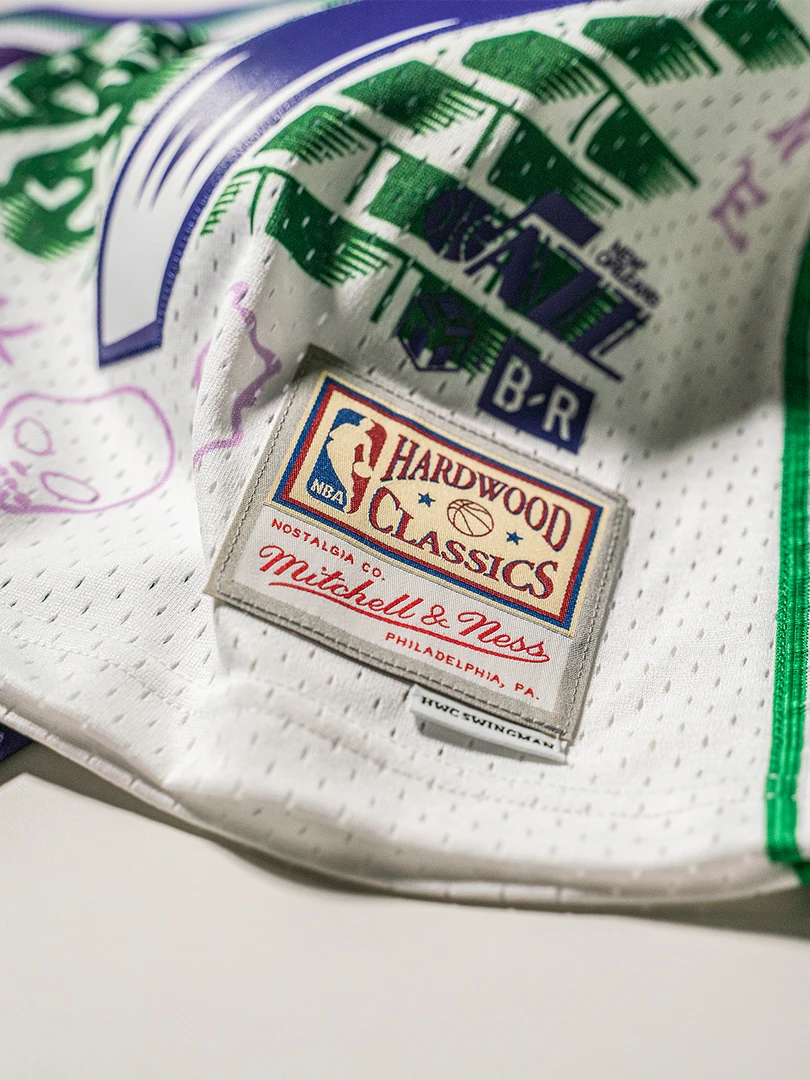 JAZZ
NEW
ORLEANS
B-R
NBA
HARDWOOD
CLASSICS
NOSTALGIA CO.
Mitchell & Ness
PHILADELPHIA, PA.
HWC SWINGMAN